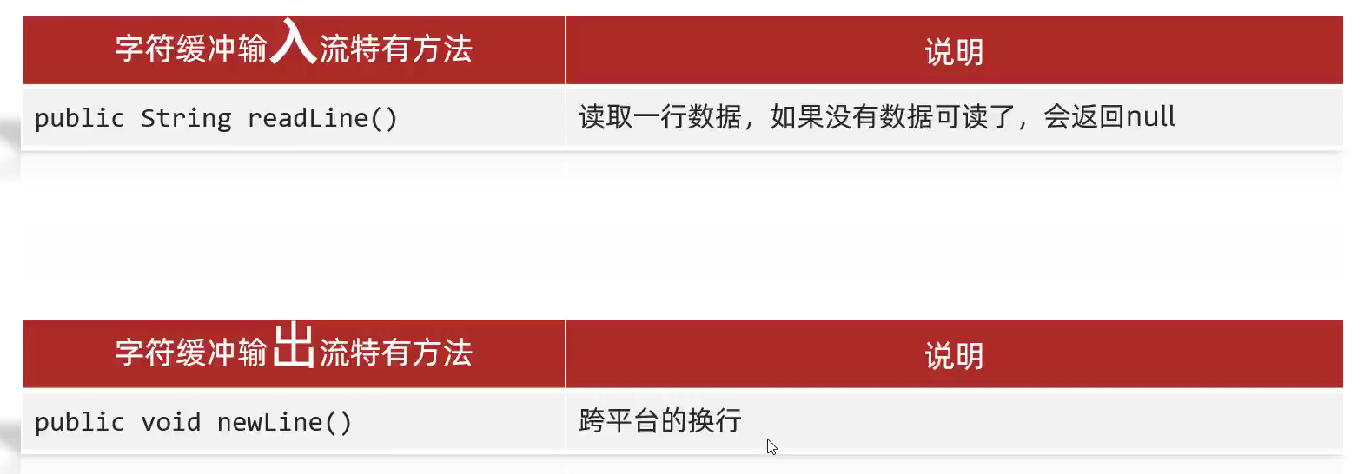 字符缓冲输入流特有方法 说明
public String readLine() 读取一行数据，如果没有数据可读了，会返回null
字符缓冲输出流特有方法 说明
public void newLine() 跨平台的换行